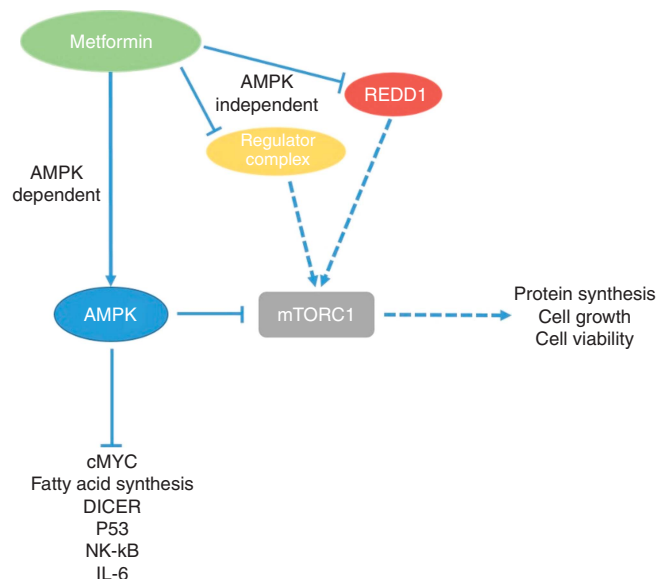 Metformin
AMPK
independent
REDD1
Regulator
complex
AMPK
dependent
AMPK
mTORC1
Protein synthesis
Cell growth
Cell viability
cMYC
Fatty acid synthesis
DICER
P53
NK-kB
IL-6